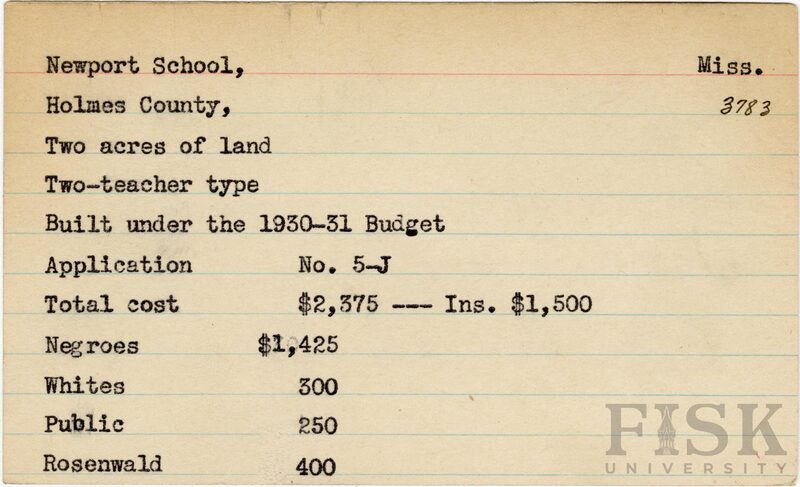 Newport School, Miss.
Holmes County, 3783
Two acres of land
Two-teacher type
Built under the 1930-31 Budget
Application No. 5-J
Total cost $2,375 --- Ins. $1,500
Negroes $1,425
Whites 300
Public 250
Rosenwald 400
FISK
UNIVERSITY